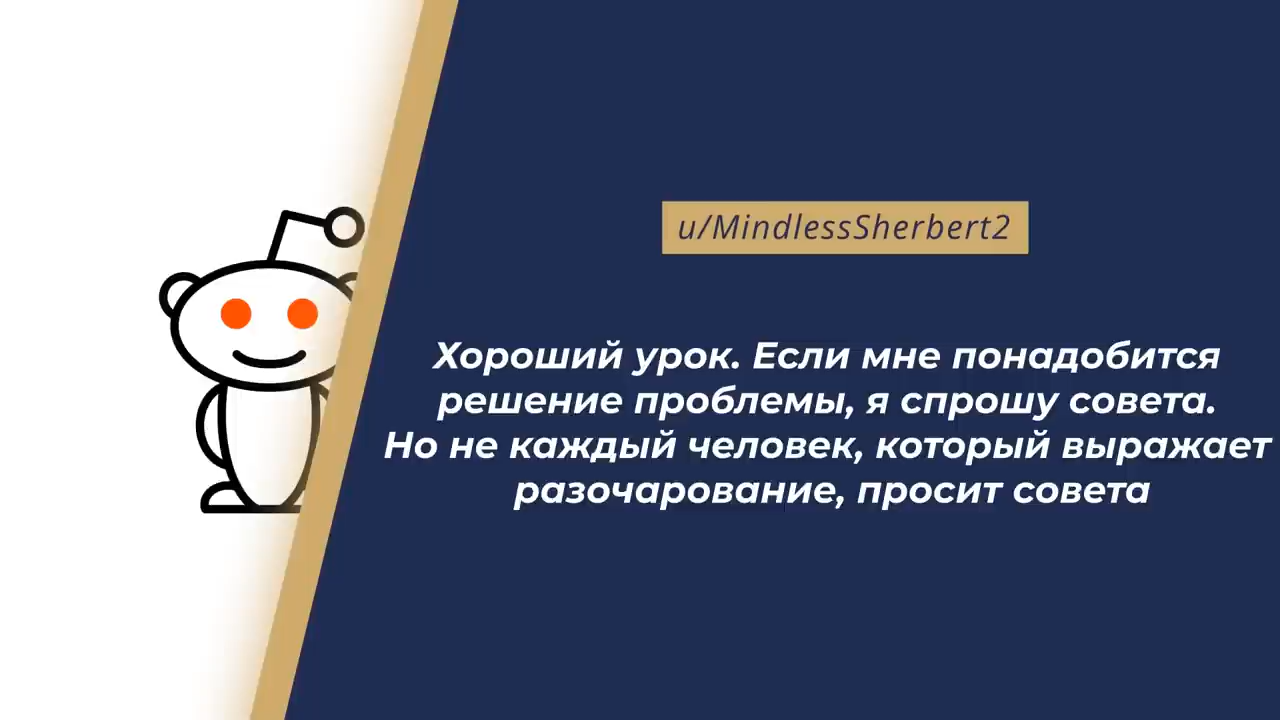 u/MindlessSherbert2
Хороший урок. Если мне понадобится
решение проблемы, я спрошу совета.
Но не каждый человек, который выражает
разочарование, просит совета